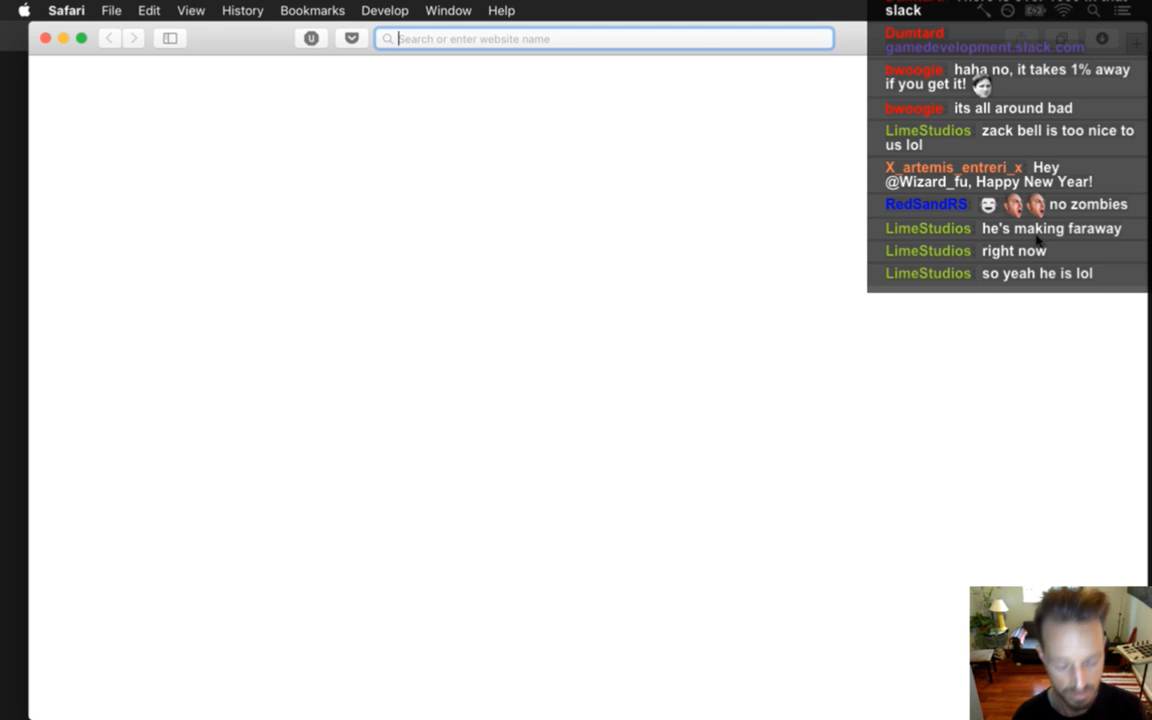 Safari File Edit View History Bookmarks Develop Window Help
Search or enter website name
slack
Dumtard
gamedevelopment.slack.com
bwoogie haha no, it takes 1% away
if you get it!
bwoogie its all around bad
LimeStudios zack bell is too nice to
us lol
X_artemis_entreri_x Hey
@Wizard_fu, Happy New Year!
RedSandRS no zombies
LimeStudios he's making faraway
LimeStudios right now
LimeStudios so yeah he is lol